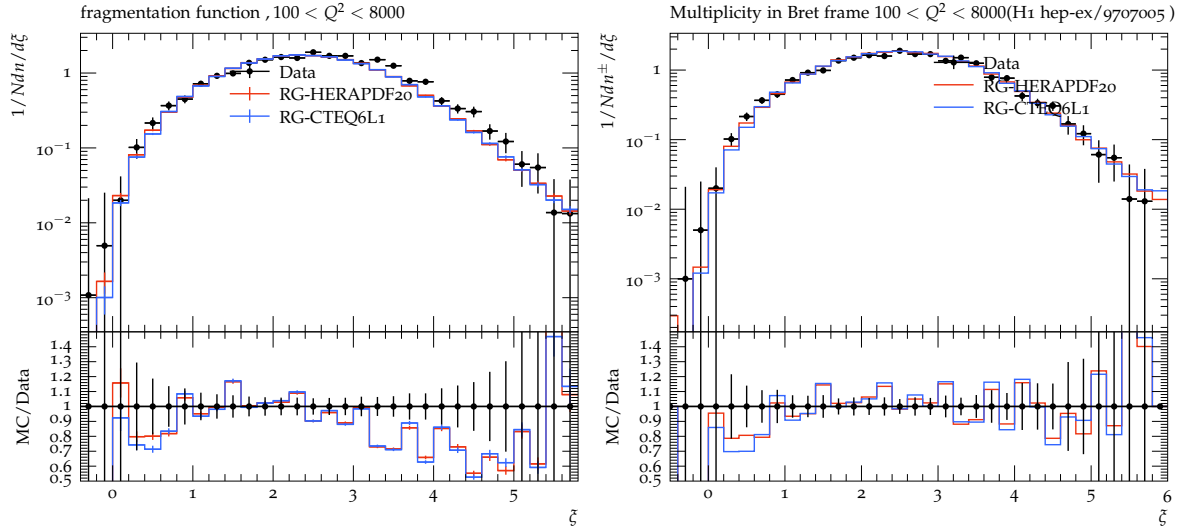 fragmentation function , 100 < Q² < 8000
1/Ndn/dξ
1
10⁻¹
10⁻²
10⁻³
Data
RG-HERAPDF20
RG-CTEQ6L1
MC/Data
1.4
1.3
1.2
1.1
1
0.9
0.8
0.7
0.6
0.5
0 1 2 3 4 5
ξ
Multiplicity in Bret frame 100 < Q² < 8000(H1 hep-ex/9707005 )
1/Ndn±/dξ
1
10⁻¹
10⁻²
10⁻³
Data
RG-HERAPDF20
RG-CTEQ6L1
MC/Data
1.4
1.3
1.2
1.1
1
0.9
0.8
0.7
0.6
0.5
0 1 2 3 4 5 6
ξ